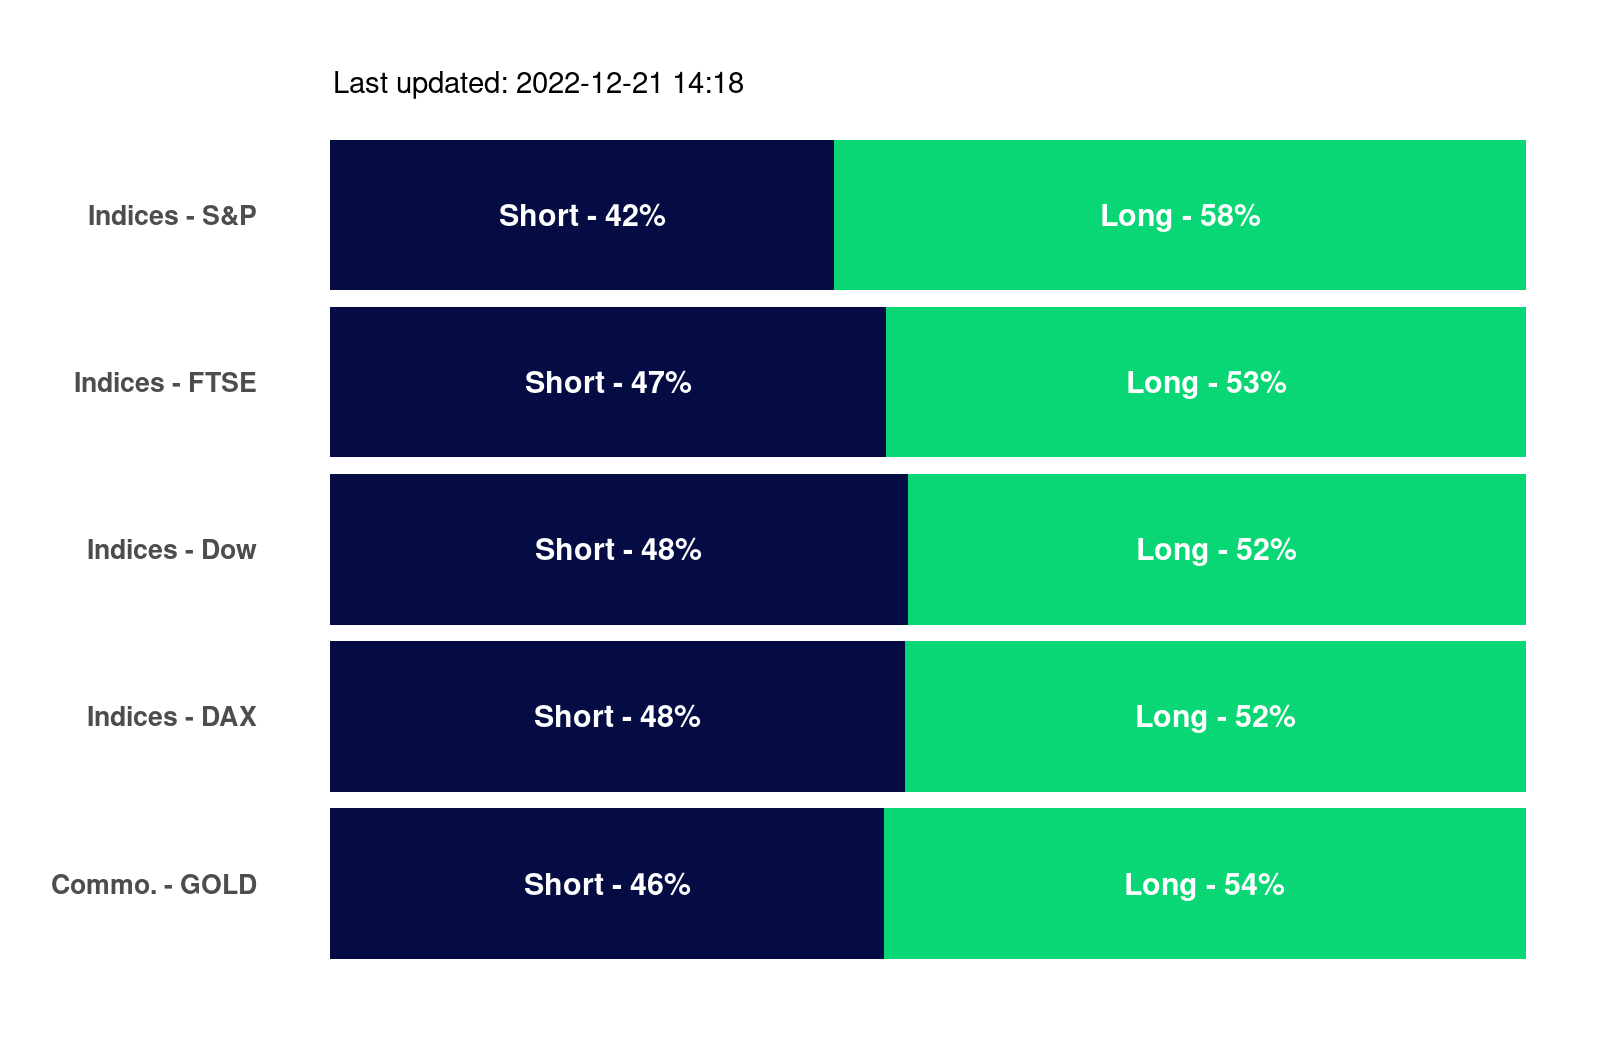 Last updated: 2022-12-21 14:18
Indices - S&P Short - 42% Long - 58%
Indices - FTSE Short - 47% Long - 53%
Indices - Dow Short - 48% Long - 52%
Indices - DAX Short - 48% Long - 52%
Commo. - GOLD Short - 46% Long - 54%